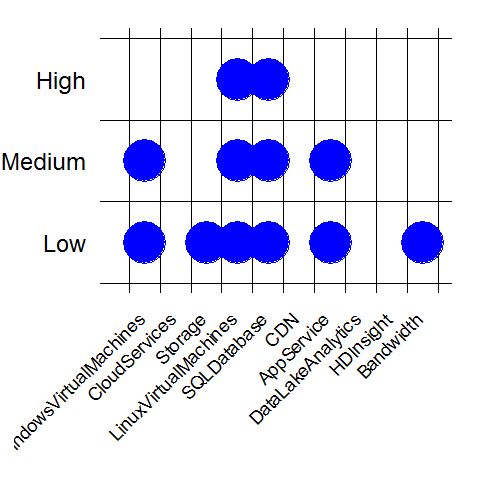 High
Medium
Low
ndowsVirtualMachines
CloudServices
Storage
LinuxVirtualMachines
SQLDatabase
CDN
AppService
DataLakeAnalytics
HDInsight
Bandwidth